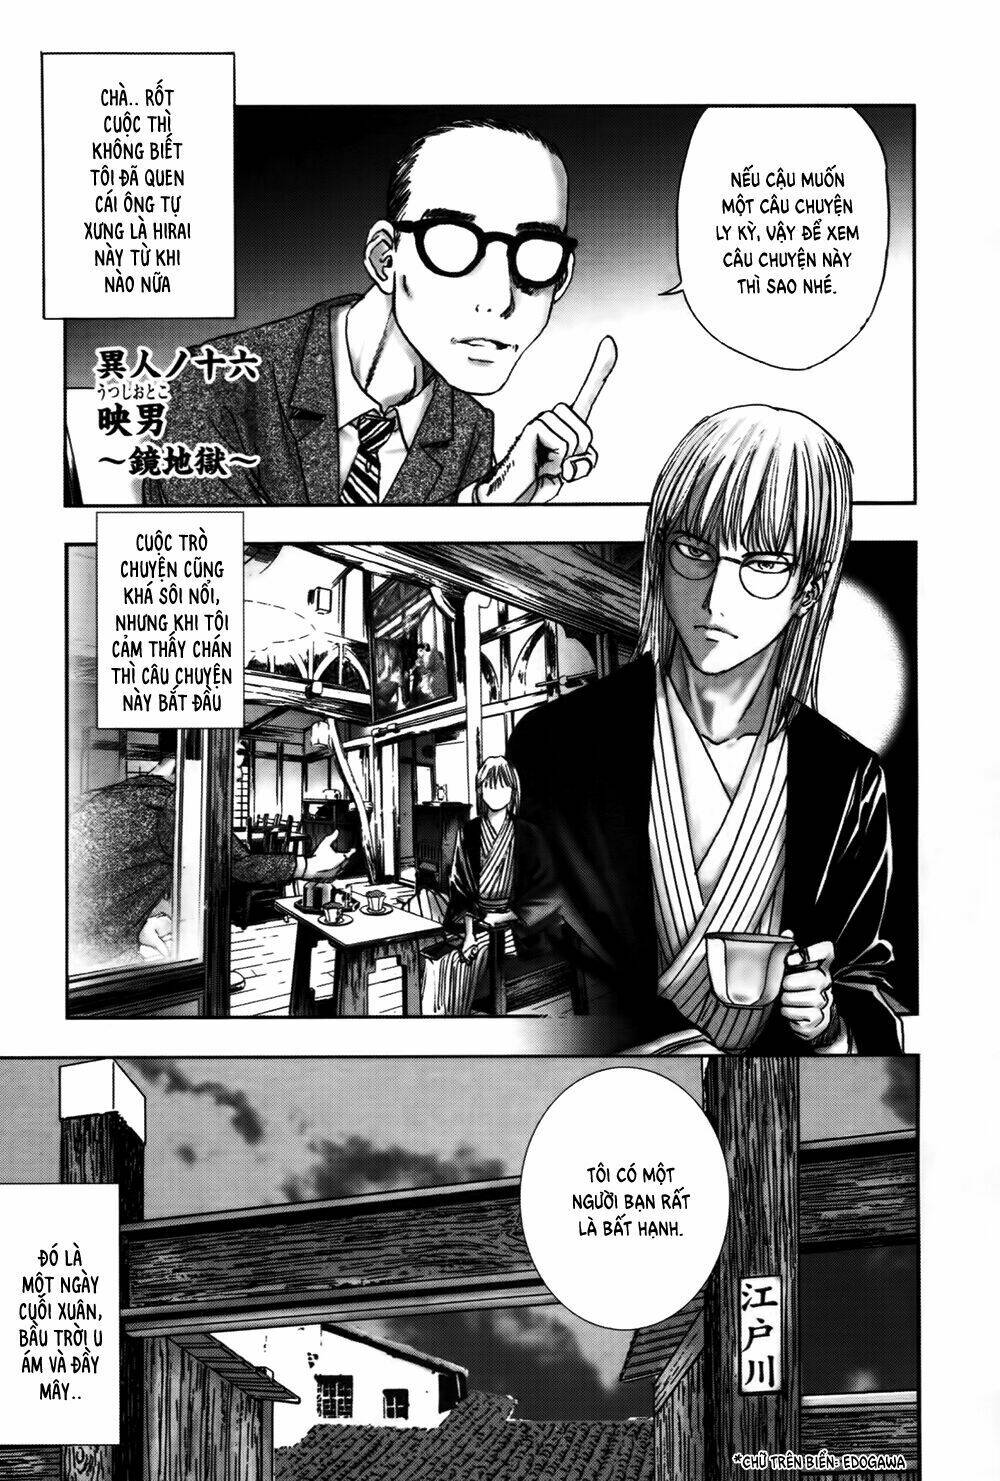 CHÀ.. RỐT
CUỘC THÌ
KHÔNG BIẾT
TÔI ĐÃ QUEN
CÁI ÔNG TỰ
XƯNG LÀ HIRAI
NÀY TỪ KHI
NÀO NỮA
NẾU CẬU MUỐN
MỘT CÂU CHUYỆN
LY KỲ, VẬY ĐỂ XEM
CÂU CHUYỆN NÀY
THÌ SAO NHÉ.
異人ノ十六
うつしおとこ
映男
～鏡地獄～
CUỘC TRÒ
CHUYỆN CŨNG
KHÁ SÔI NỔI,
NHƯNG KHI TÔI
CẢM THẤY CHÁN
THÌ CÂU CHUYỆN
NÀY BẮT ĐẦU
TÔI CÓ MỘT
NGƯỜI BẠN RẤT
LÀ BẤT HẠNH.
ĐÓ LÀ
MỘT NGÀY
CUỐI XUÂN,
BẦU TRỜI U
ÁM VÀ ĐẦY
MÂY..
江戸川
*CHỮ TRÊN BIỂN: EDOGAWA